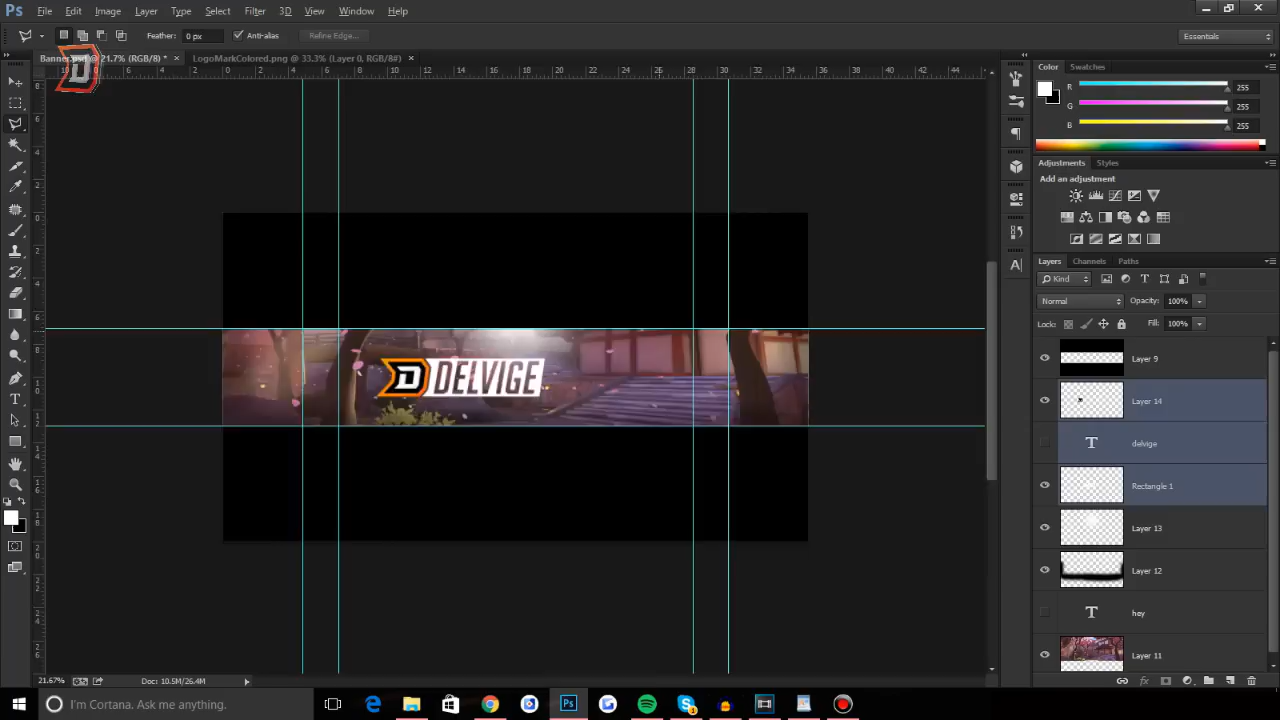 Ps File Edit Image Layer Type Select Filter 3D View Window Help
Feather: 0 px Anti-alias Refine Edge... Essentials
Banner.psd @ 21.7% (RGB/8) * × LogoMarkColored.png @ 33.3% (Layer 0, RGB/8#) ×
Color Swatches
R 255
G 255
B 255
Adjustments Styles
Add an adjustment
Layers Channels Paths
Kind
Normal Opacity: 100%
Lock: Fill: 100%
Layer 9
Layer 14
delvige
Rectangle 1
Layer 13
Layer 12
hey
Layer 11
D DELVIGE
21.67% Doc: 10.5M/26.4M
I'm Cortana. Ask me anything.